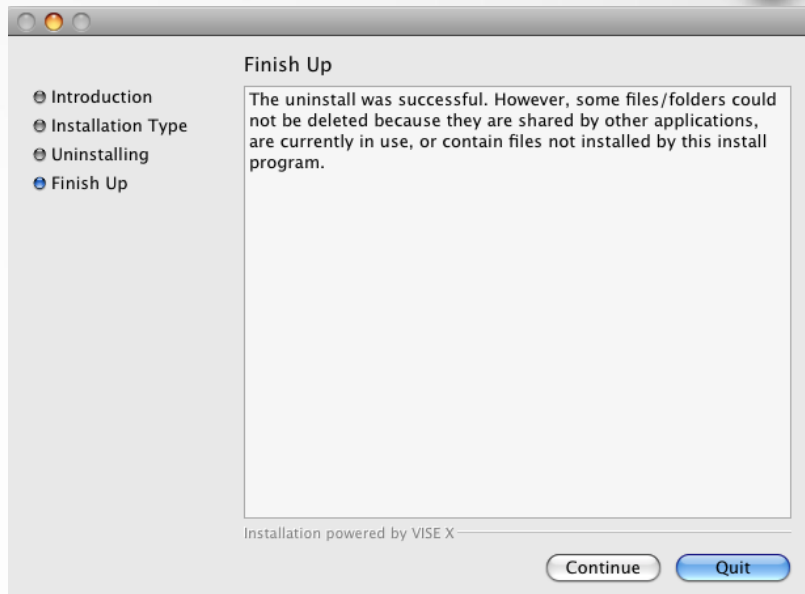 Finish Up
Introduction
Installation Type
Uninstalling
Finish Up
The uninstall was successful. However, some files/folders could
not be deleted because they are shared by other applications,
are currently in use, or contain files not installed by this install
program.
Installation powered by VISE X
Continue
Quit